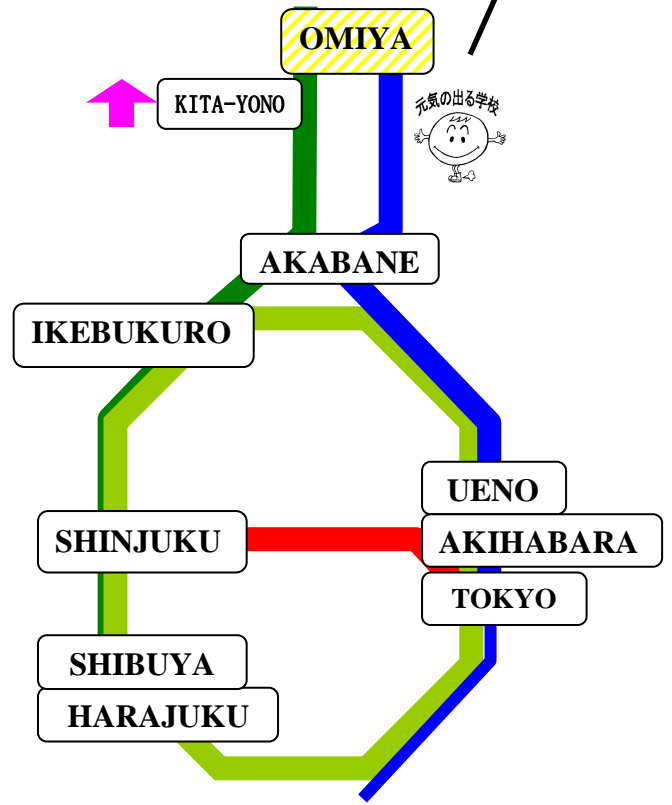 OMIYA
KITA-YONO
元気の出る学校
AKABANE
IKEBUKURO
UENO
SHINJUKU
AKIHABARA
TOKYO
SHIBUYA
HARAJUKU